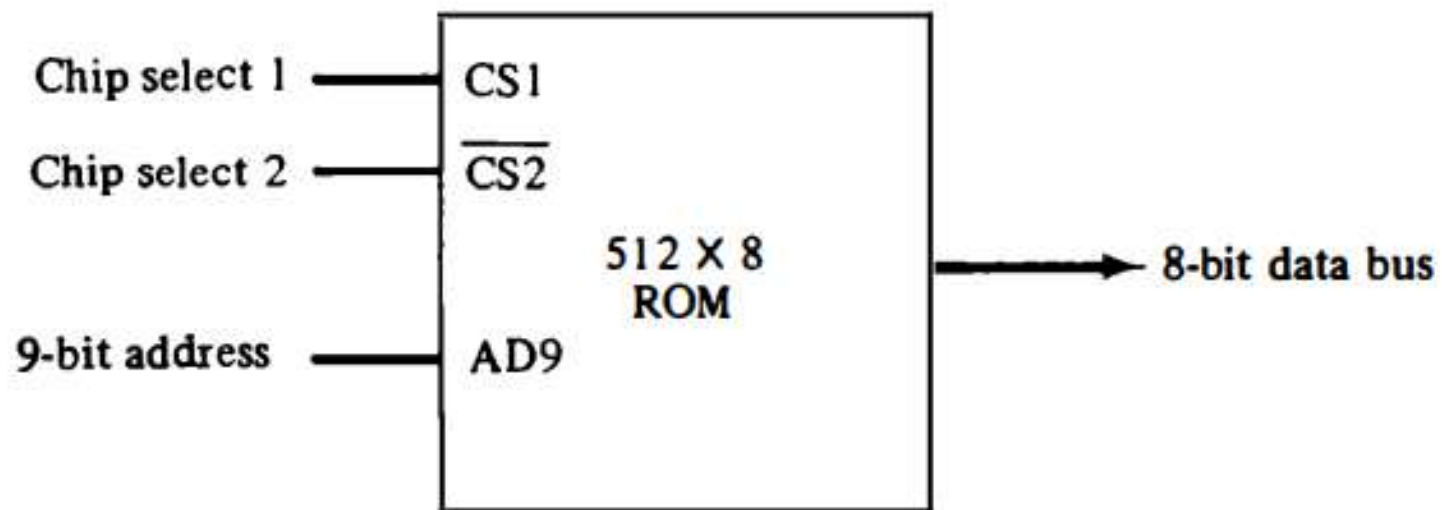 Chip select 1
CS1
Chip select 2
CS2
512 X 8
ROM
8-bit data bus
9-bit address
AD9